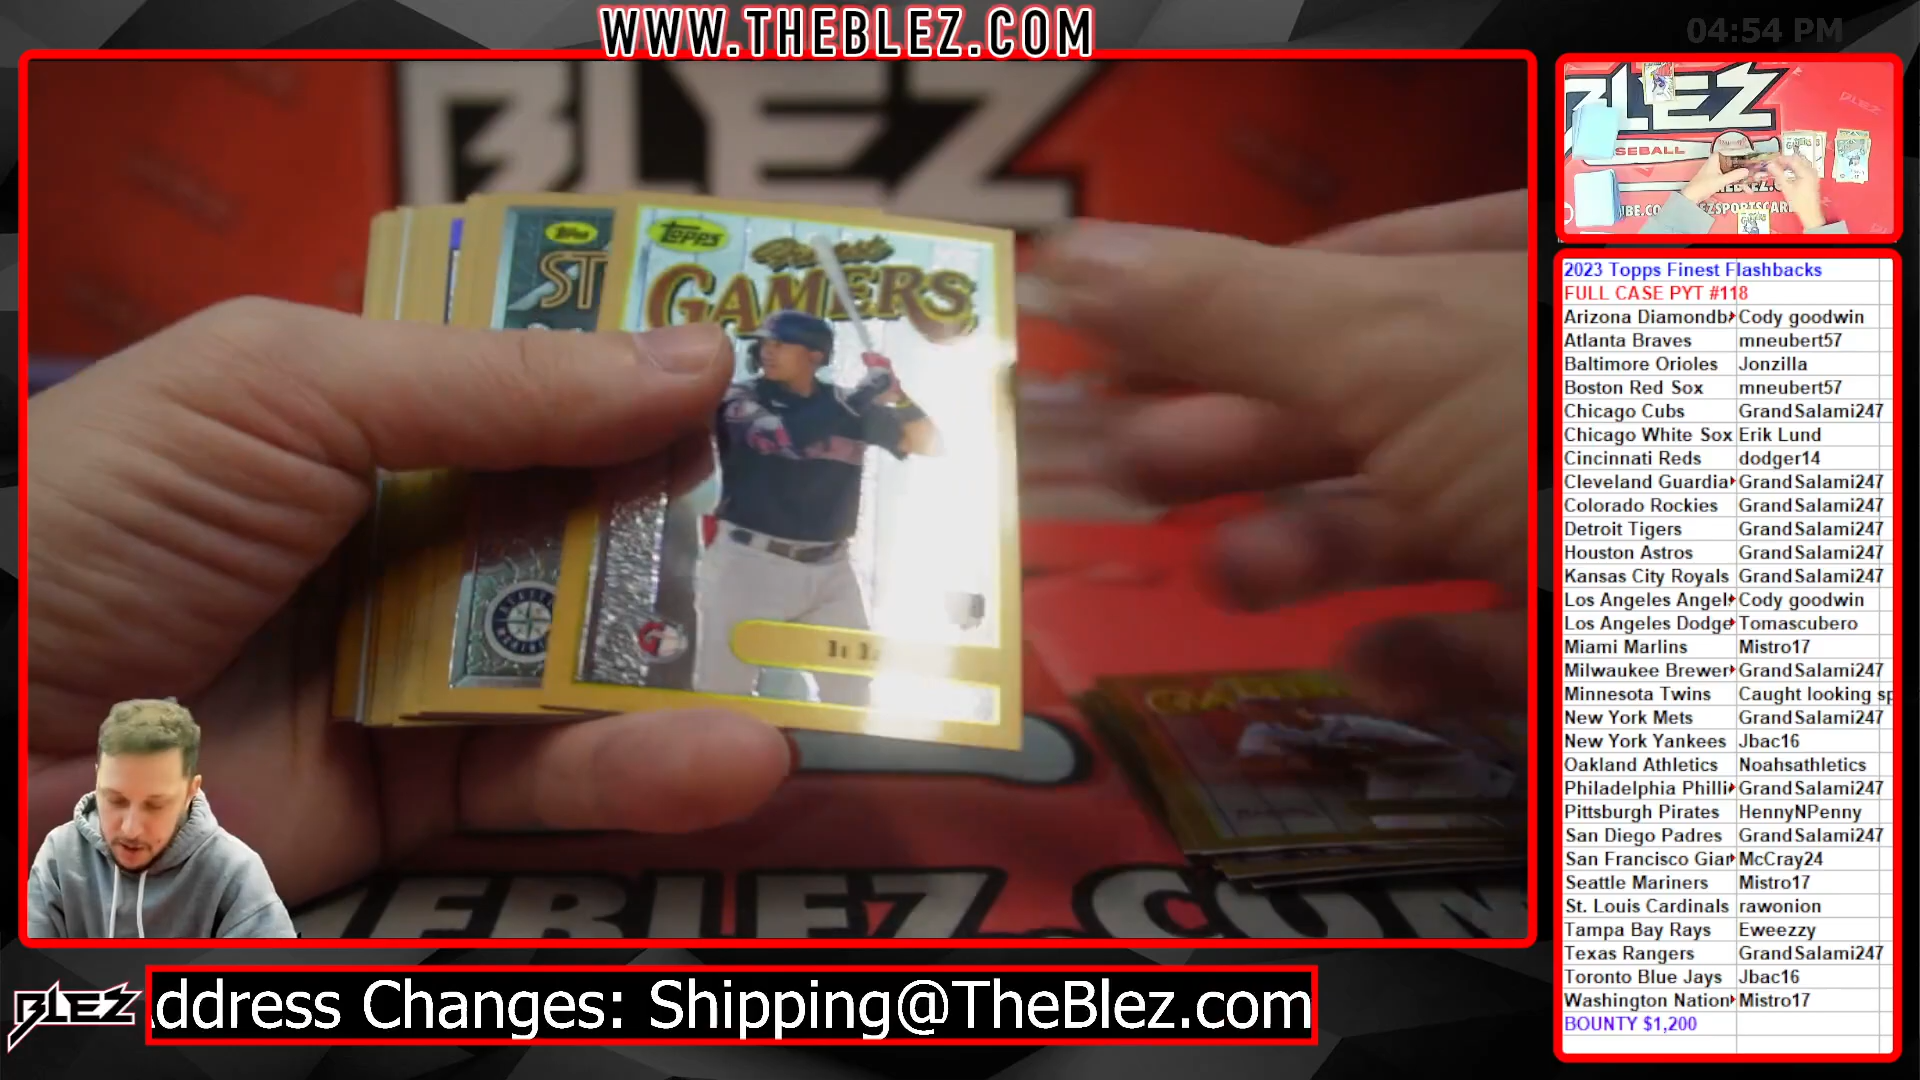 WWW.THEBLEZ.COM
04:54 PM
BLEZ
Topps
Finest
GAMERS
Topps
ST
BASEBALL
2023 Topps Finest Flashbacks
FULL CASE PYT #118
Arizona Diamondb Cody goodwin
Atlanta Braves mneubert57
Baltimore Orioles Jonzilla
Boston Red Sox mneubert57
Chicago Cubs GrandSalami247
Chicago White Sox Erik Lund
Cincinnati Reds dodger14
Cleveland Guardia GrandSalami247
Colorado Rockies GrandSalami247
Detroit Tigers GrandSalami247
Houston Astros GrandSalami247
Kansas City Royals GrandSalami247
Los Angeles Angel Cody goodwin
Los Angeles Dodge Tomascubero
Miami Marlins Mistro17
Milwaukee Brewer GrandSalami247
Minnesota Twins Caught looking sp
New York Mets GrandSalami247
New York Yankees Jbac16
Oakland Athletics Noahsathletics
Philadelphia Philli GrandSalami247
Pittsburgh Pirates HennyNPenny
San Diego Padres GrandSalami247
San Francisco Gian McCray24
Seattle Mariners Mistro17
St. Louis Cardinals rawonion
Tampa Bay Rays Eweezzy
Texas Rangers GrandSalami247
Toronto Blue Jays Jbac16
Washington Nation Mistro17
BOUNTY $1,200
BLEZ
ddress Changes: Shipping@TheBlez.com